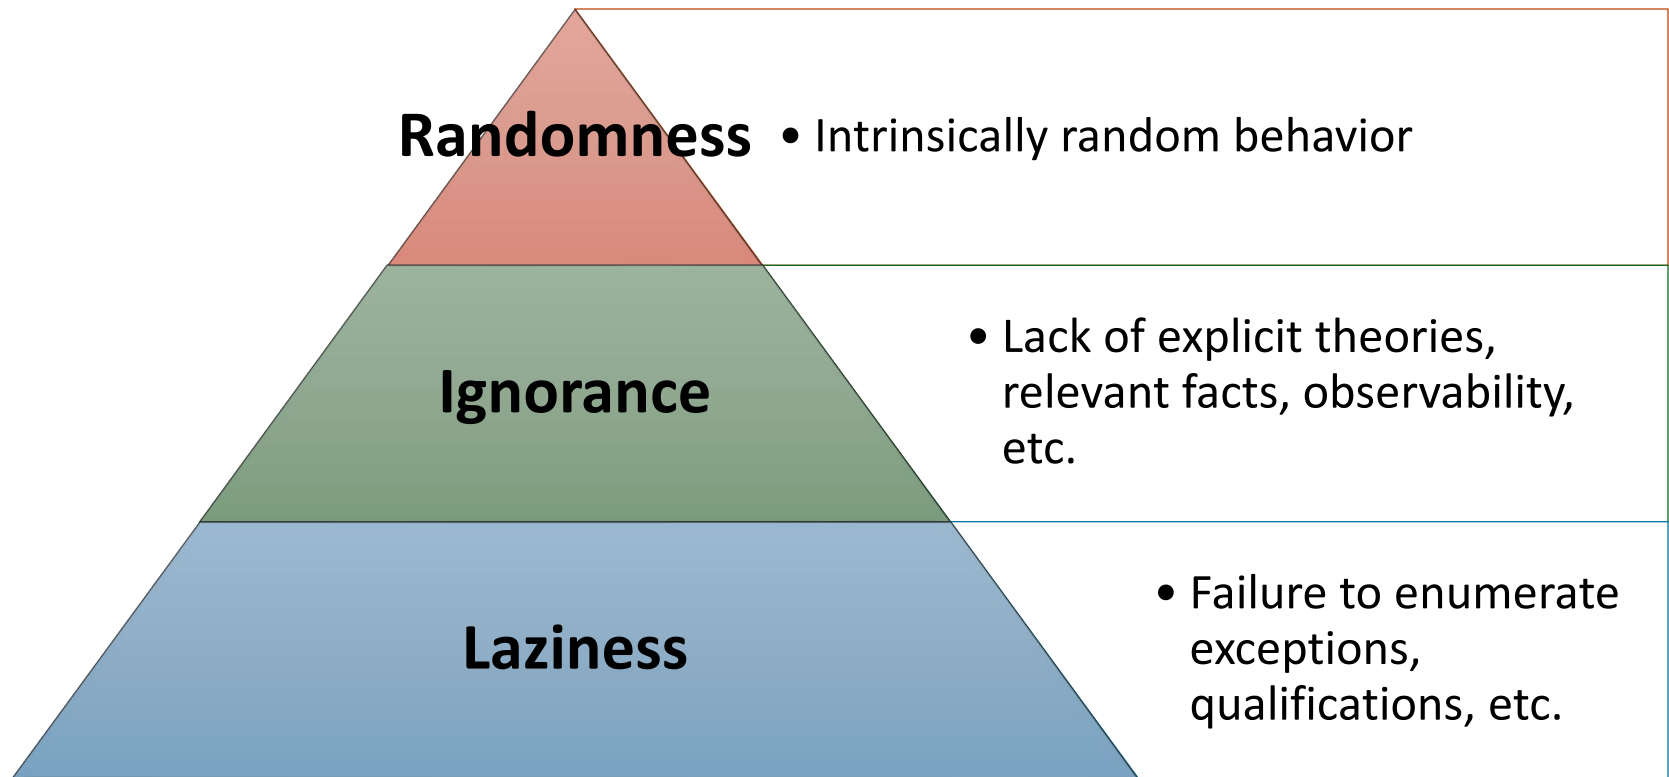 Randomness • Intrinsically random behavior
Ignorance
• Lack of explicit theories,
relevant facts, observability,
etc.
Laziness
• Failure to enumerate
exceptions,
qualifications, etc.